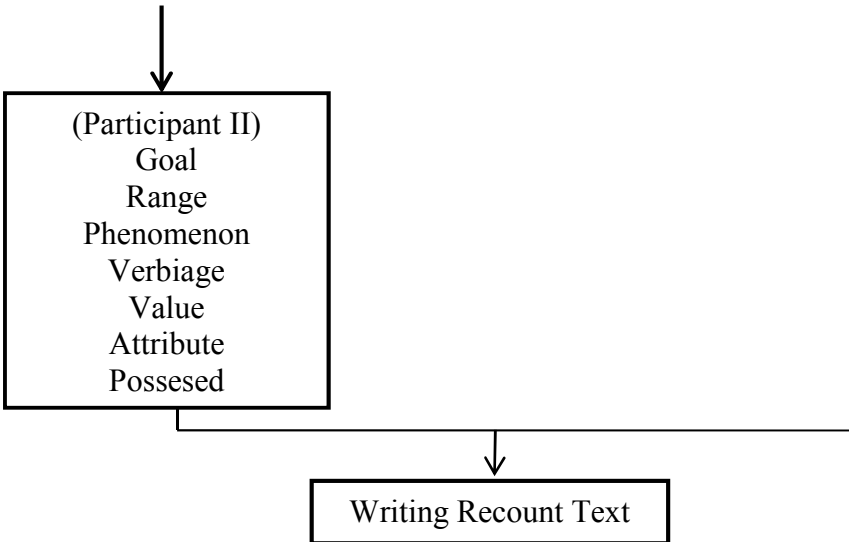 (Participant II)
Goal
Range
Phenomenon
Verbiage
Value
Attribute
Possesed
Writing Recount Text